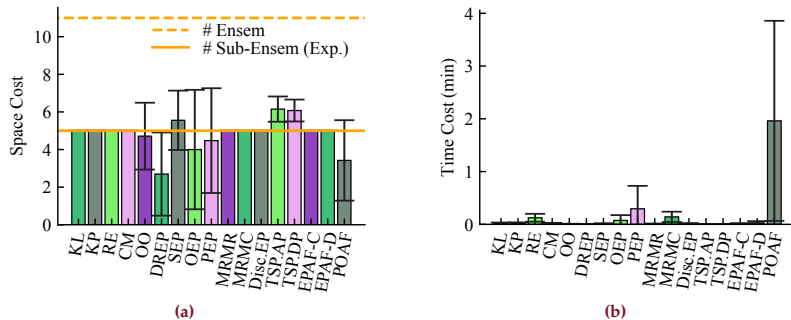 # Ensem
# Sub-Ensem (Exp.)
Space Cost
10
8
6
4
2
0
KL
KP
RE
CM
OO
DREP
SEP
OEP
PEP
MRMR
MRMC
Disc.EP
TSP.AP
TSP.DP
EPAF-C
EPAF-D
POAF
(a)
Time Cost (min)
4
3
2
1
0
KL
KP
RE
CM
OO
DREP
SEP
OEP
PEP
MRMR
MRMC
Disc.EP
TSP.AP
TSP.DP
EPAF-C
EPAF-D
POAF
(b)